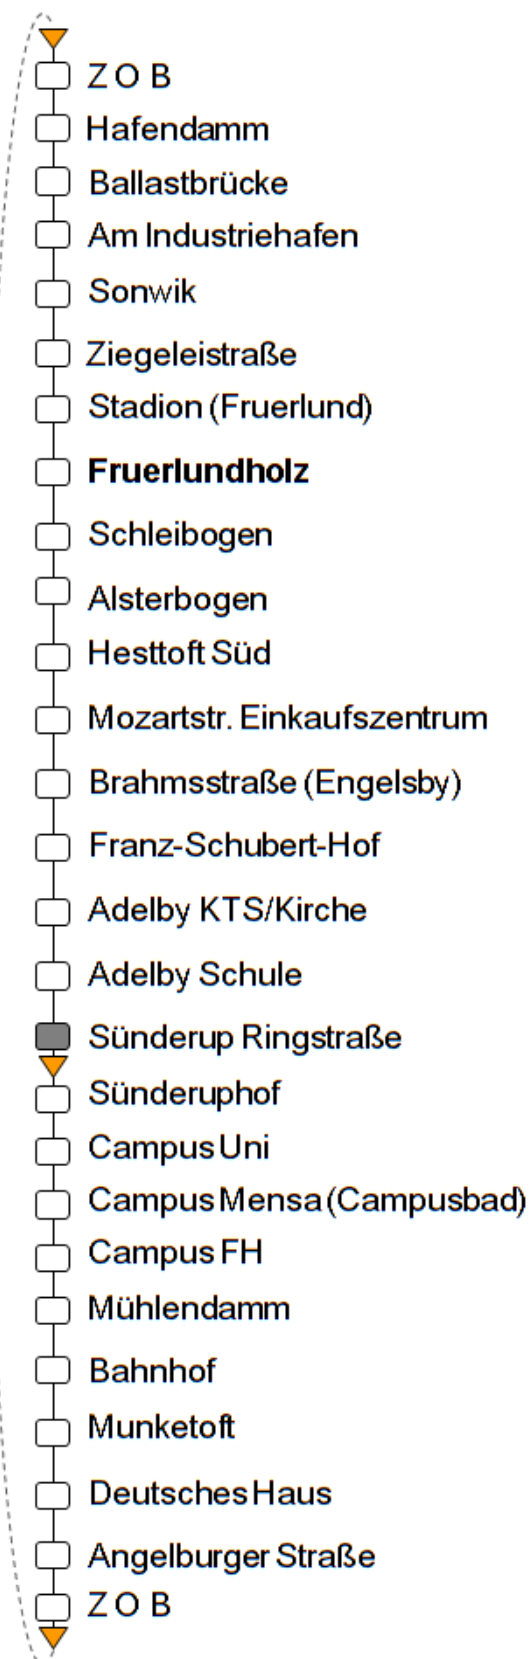 Z O B
Hafendamm
Ballastbrücke
Am Industriehafen
Sonwik
Ziegeleistraße
Stadion (Fruerlund)
Fruerlundholz
Schleibogen
Alsterbogen
Hesttoft Süd
Mozartstr. Einkaufszentrum
Brahmsstraße (Engelsby)
Franz-Schubert-Hof
Adelby KTS/Kirche
Adelby Schule
Sünderup Ringstraße
Sünderuphof
Campus Uni
Campus Mensa (Campusbad)
Campus FH
Mühlendamm
Bahnhof
Munketoft
Deutsches Haus
Angelburger Straße
Z O B